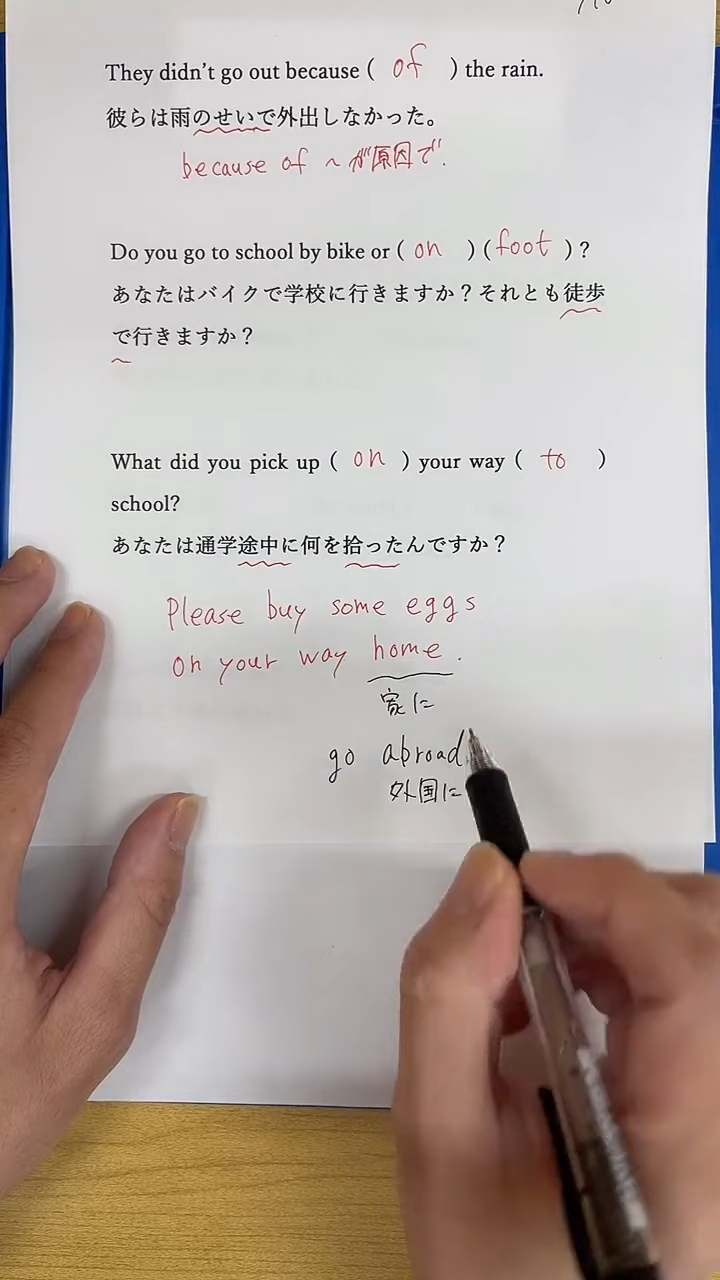 They didn't go out because ( of ) the rain.
彼らは雨のせいで外出しなかった。
because of ～が原因で.
Do you go to school by bike or ( on ) ( foot ) ?
あなたはバイクで学校に行きますか？それとも徒歩
で行きますか？
What did you pick up ( on ) your way ( to )
school?
あなたは通学途中に何を拾ったんですか？
Please buy some eggs
on your way home.
家に
go abroad
外国に